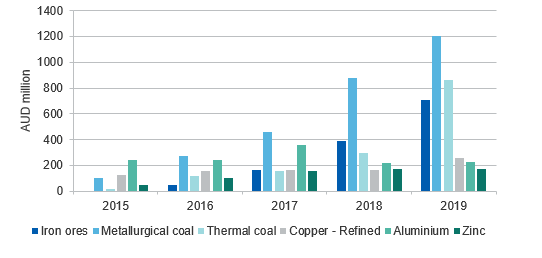 1400
1200
1000
800
600
400
200
0
AUD million
2015 2016 2017 2018 2019
Iron ores Metallurgical coal Thermal coal Copper - Refined Aluminium Zinc